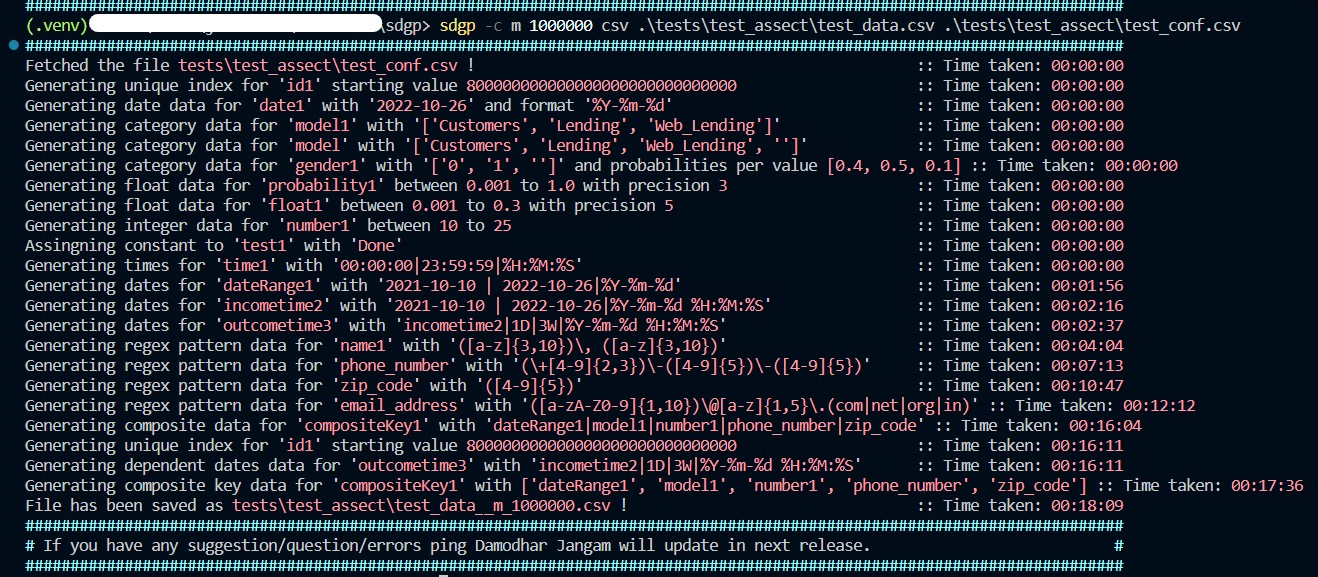 ##########################################################################################################################
(.venv) \sdgp> sdgp -c m 1000000 csv .\tests\test_assect\test_data.csv .\tests\test_assect\test_conf.csv
##########################################################################################################################
Fetched the file tests\test_assect\test_conf.csv ! :: Time taken: 00:00:00
Generating unique index for 'id1' starting value 800000000000000000000000000000 :: Time taken: 00:00:00
Generating date data for 'date1' with '2022-10-26' and format '%Y-%m-%d' :: Time taken: 00:00:00
Generating category data for 'model1' with '['Customers', 'Lending', 'Web_Lending']' :: Time taken: 00:00:00
Generating category data for 'model' with '['Customers', 'Lending', 'Web_Lending', '']' :: Time taken: 00:00:00
Generating category data for 'gender1' with '['0', '1', '']' and probabilities per value [0.4, 0.5, 0.1] :: Time taken: 00:00:00
Generating float data for 'probability1' between 0.001 to 1.0 with precision 3 :: Time taken: 00:00:00
Generating float data for 'float1' between 0.001 to 0.3 with precision 5 :: Time taken: 00:00:00
Generating integer data for 'number1' between 10 to 25 :: Time taken: 00:00:00
Assingning constant to 'test1' with 'Done' :: Time taken: 00:00:00
Generating times for 'time1' with '00:00:00|23:59:59|%H:%M:%S' :: Time taken: 00:00:00
Generating dates for 'dateRange1' with '2021-10-10 | 2022-10-26|%Y-%m-%d' :: Time taken: 00:01:56
Generating dates for 'incometime2' with '2021-10-10 | 2022-10-26|%Y-%m-%d %H:%M:%S' :: Time taken: 00:02:16
Generating dates for 'outcometime3' with 'incometime2|1D|3W|%Y-%m-%d %H:%M:%S' :: Time taken: 00:02:37
Generating regex pattern data for 'name1' with '([a-z]{3,10})\, ([a-z]{3,10})' :: Time taken: 00:04:04
Generating regex pattern data for 'phone_number' with '(\+[4-9]{2,3})\-([4-9]{5})\-([4-9]{5})' :: Time taken: 00:07:13
Generating regex pattern data for 'zip_code' with '([4-9]{5})' :: Time taken: 00:10:47
Generating regex pattern data for 'email_address' with '([a-zA-Z0-9]{1,10})\@[a-z]{1,5}\.(com|net|org|in)' :: Time taken: 00:12:12
Generating composite data for 'compositeKey1' with 'dateRange1|model1|number1|phone_number|zip_code' :: Time taken: 00:16:04
Generating unique index for 'id1' starting value 800000000000000000000000000000 :: Time taken: 00:16:11
Generating dependent dates data for 'outcometime3' with 'incometime2|1D|3W|%Y-%m-%d %H:%M:%S' :: Time taken: 00:16:11
Generating composite key data for 'compositeKey1' with ['dateRange1', 'model1', 'number1', 'phone_number', 'zip_code'] :: Time taken: 00:17:36
File has been saved as tests\test_assect\test_data__m_1000000.csv ! :: Time taken: 00:18:09
##########################################################################################################################
# If you have any suggestion/question/errors ping Damodhar Jangam will update in next release. #
##########################################################################################################################